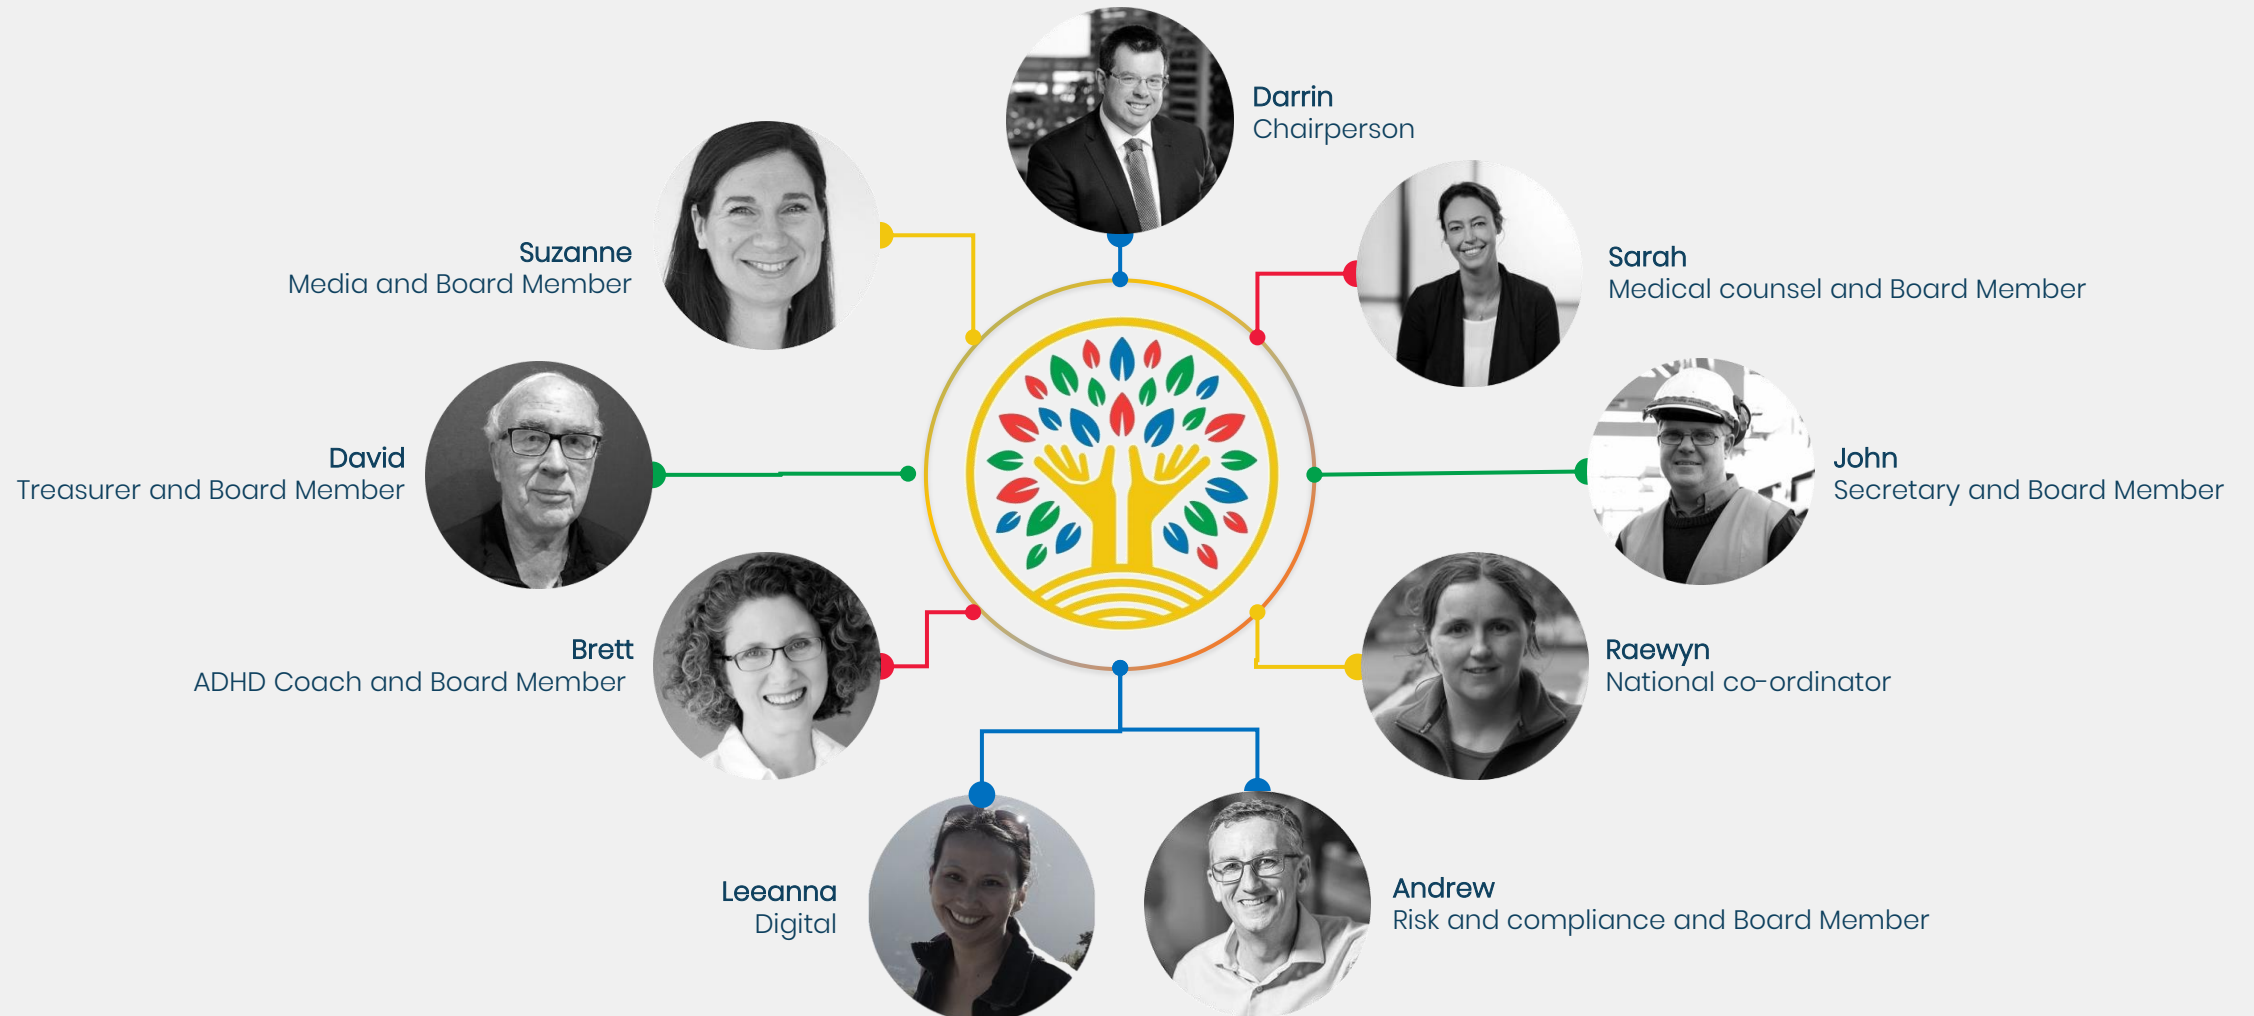 Darrin
Chairperson
Suzanne
Media and Board Member
Sarah
Medical counsel and Board Member
David
Treasurer and Board Member
John
Secretary and Board Member
Brett
ADHD Coach and Board Member
Raewyn
National co-ordinator
Leeanna
Digital
Andrew
Risk and compliance and Board Member